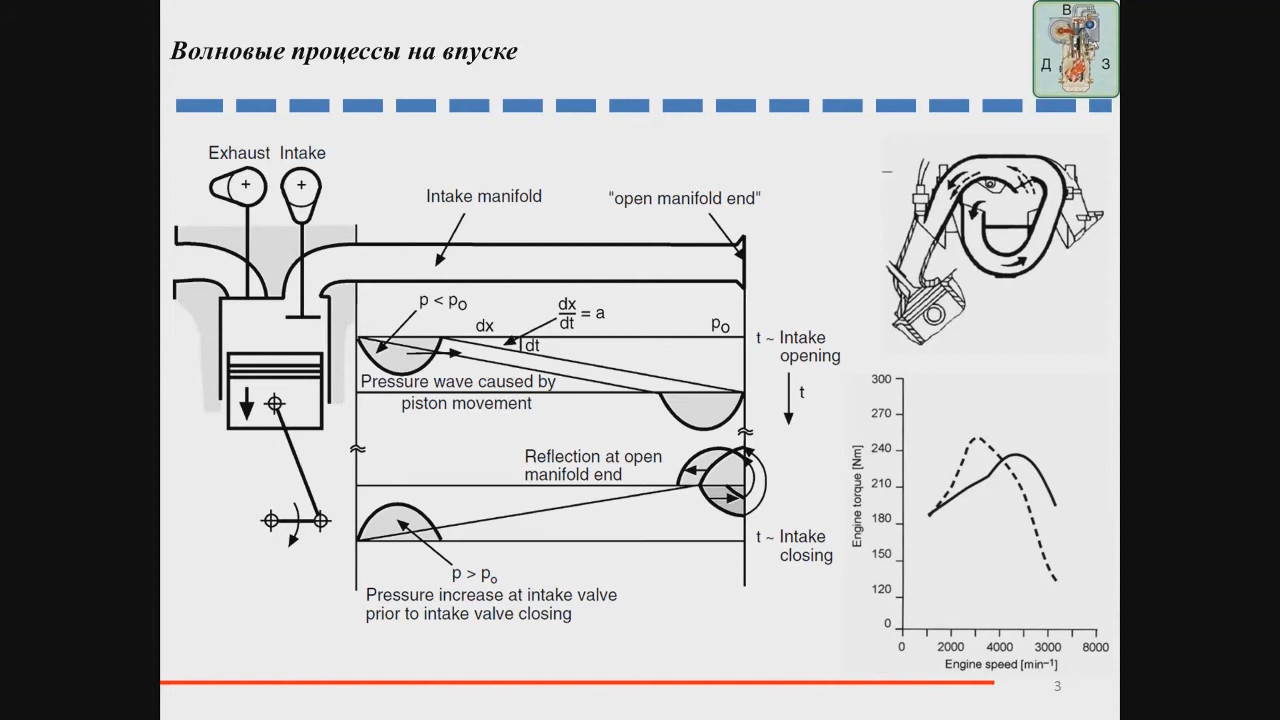 Волновые процессы на впуске
В
Д
З
Exhaust Intake
Intake manifold
"open manifold end"
p < po
dx
dx
dt
= a
dt
po
t ~ Intake
opening
Pressure wave caused by
piston movement
t
Reflection at open
manifold end
t ~ Intake
closing
p > po
Pressure increase at intake valve
prior to intake valve closing
Engine torque [Nm]
300
270
240
210
180
150
120
0
0 2000 4000 3000 8000
Engine speed [min–1]
3